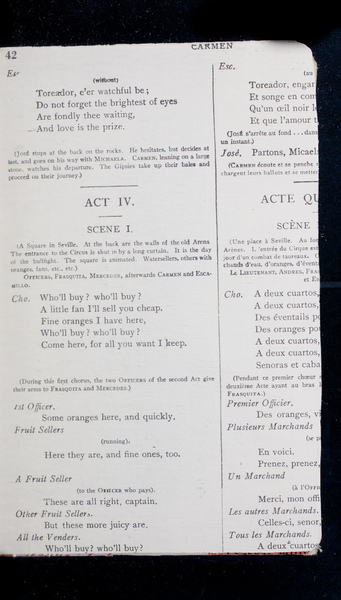 42
CARMEN
Esc.
(without)
Toreador, e'er watchful be;
Do not forget the brightest of eyes
Are fondly thee waiting,
And love is the prize.
(José stops at the back on the rocks. He hesitates, but decides at
last, and goes on his way with MICHAELA. CARMEN, leaning on a large
stone, watches his departure. The Gipsies take up their bales and
proceed on their journey.)
ACT IV.
SCENE I.
(A Square in Seville. At the back are the walls of the old Arena
The entrance to the Circus is shut in by a long curtain. It is the day
of the bullfight. The square is animated. Watersellers, others with
oranges, fans, etc., etc.)
OFFICERS, FRASQUITA, MERCEDES, afterwards CARMEN and ESCA-
MILLO.
Cho. Who'll buy? who'll buy?
A little fan I'll sell you cheap.
Fine oranges I have here,
Who'll buy? who'll buy?
Come here, for all you want I keep.
(During this first chorus, the two OFFICERS of the second Act give
their arms to FRASQUITA and MERCEDES.)
1st Officer.
Some oranges here, and quickly.
Fruit Sellers
(running).
Here they are, and fine ones, too.
A Fruit Seller
(to the OFFICER who pays).
These are all right, captain.
Other Fruit Sellers.
But these more juicy are.
All the Venders.
Who'll buy? who'll buy?
Esc.
(au
Toreador, engar
Et songe en com
Qu'un œil noir t
Et que l'amour t
(José s'arrête au fond ... dans
un instant.)
José. Partons, Micael
(CARMEN écoute et se penche
chargent leurs ballots et se metten
ACTE QU
SCÈNE
(Une place à Seville. Au fon
Arènes. L'entrée du Cirque est
jour d'un combat de taureaux.
chands d'eau, d'oranges, d'éventa
LE LIEUTENANT, ANDRES, FRAS
et Es
Cho. A deux cuartos,
A deux cuartos,
Des éventails po
Des oranges pou
A deux cuartos,
A deux cuartos,
Senoras et caba
(Pendant ce premier chœur
deuxième Acte ayant au bras
FRASQUITA.)
Premier Officier.
Des oranges, vi
Plusieurs Marchands
(se p
En voici.
Prenez, prenez,
Un Marchand
(à l'OFFI
Merci, mon offi
Les autres Marchands.
Celles-ci, senor,
Tous les Marchands.
A deux cuartos